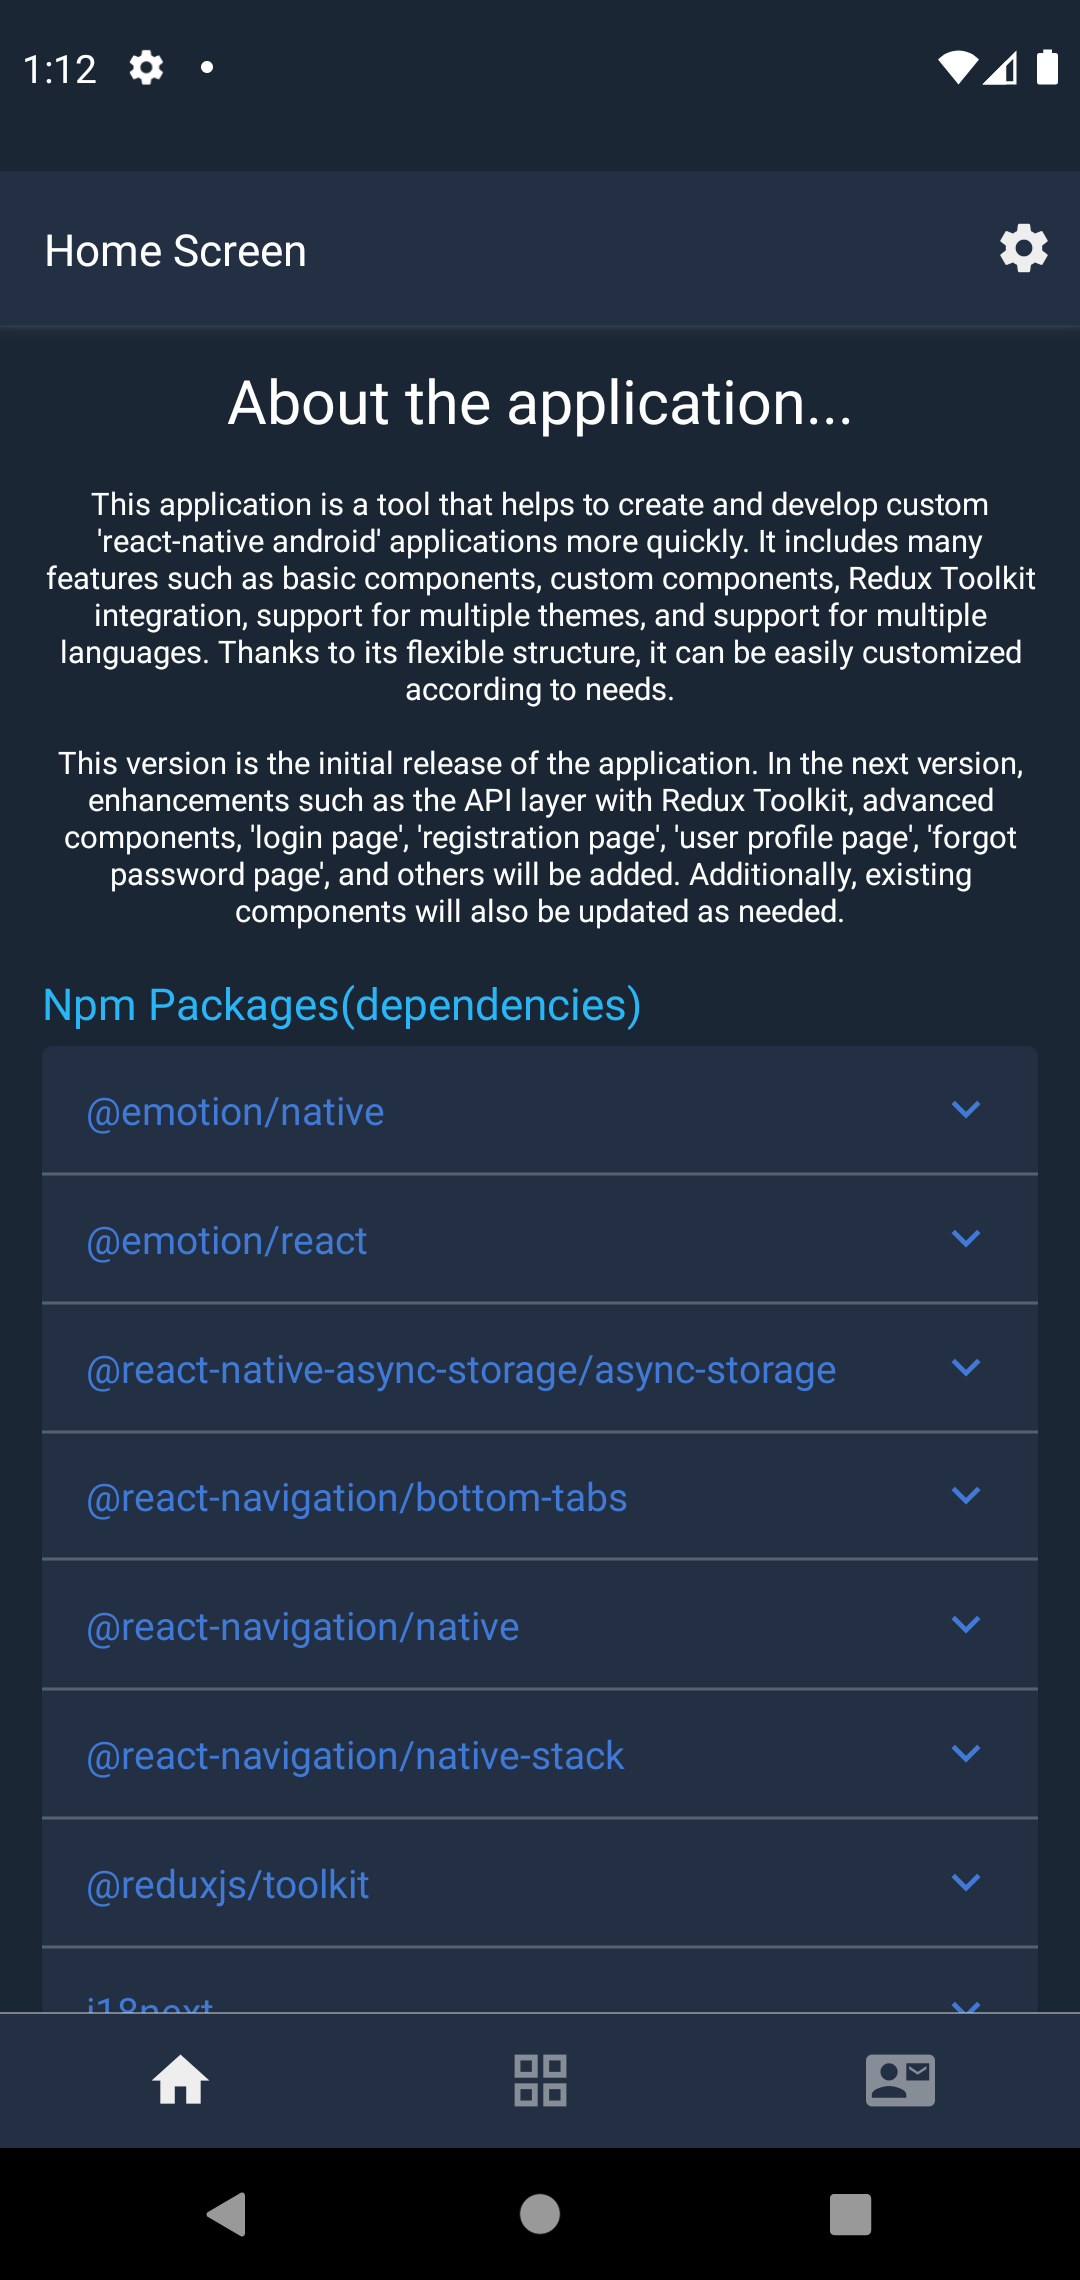 1:12
Home Screen
About the application...
This application is a tool that helps to create and develop custom
'react-native android' applications more quickly. It includes many
features such as basic components, custom components, Redux Toolkit
integration, support for multiple themes, and support for multiple
languages. Thanks to its flexible structure, it can be easily customized
according to needs.
This version is the initial release of the application. In the next version,
enhancements such as the API layer with Redux Toolkit, advanced
components, 'login page', 'registration page', 'user profile page', 'forgot
password page', and others will be added. Additionally, existing
components will also be updated as needed.
Npm Packages(dependencies)
@emotion/native
@emotion/react
@react-native-async-storage/async-storage
@react-navigation/bottom-tabs
@react-navigation/native
@react-navigation/native-stack
@reduxjs/toolkit
i18next